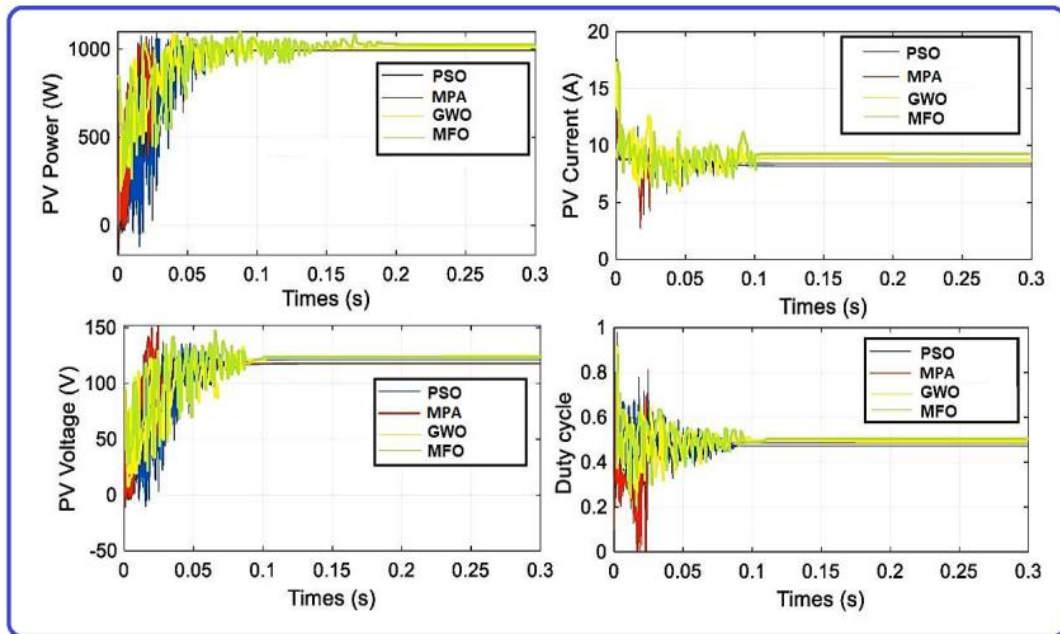 PV Power (W)
1000
500
0
PSO
MPA
GWO
MFO
0 0.05 0.1 0.15 0.2 0.25 0.3
Times (s)
PV Current (A)
20
15
10
5
0
PSO
MPA
GWO
MFO
0 0.05 0.1 0.15 0.2 0.25 0.3
Times (s)
PV Voltage (V)
150
100
50
0
-50
PSO
MPA
GWO
MFO
0 0.05 0.1 0.15 0.2 0.25 0.3
Times (s)
Duty cycle
1
0.8
0.6
0.4
0.2
0
PSO
MPA
GWO
MFO
0 0.05 0.1 0.15 0.2 0.25 0.3
Times (s)